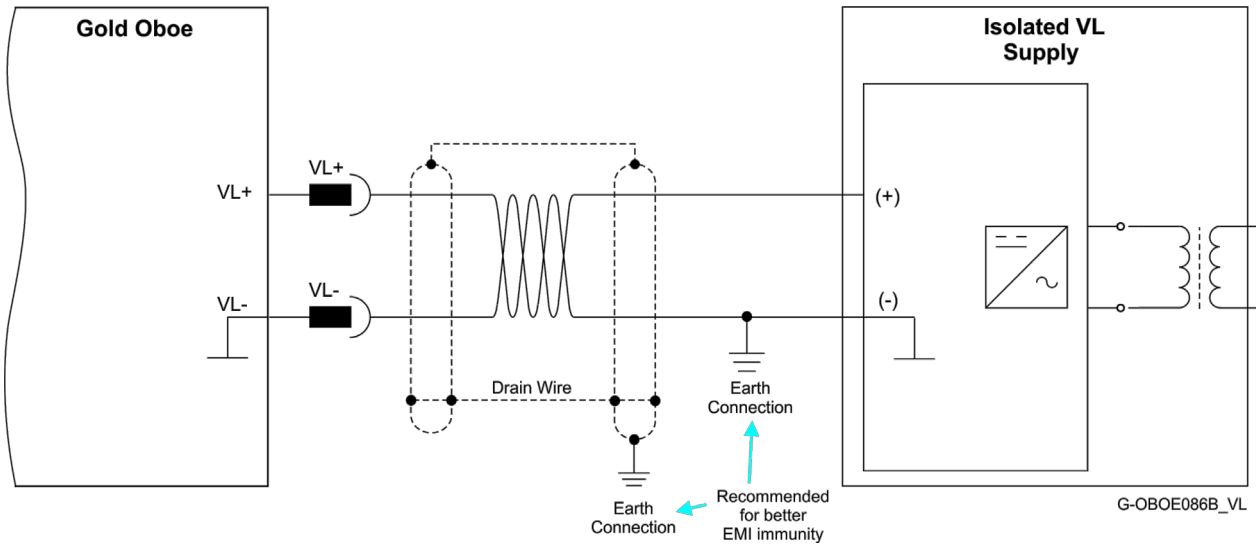 Gold Oboe
Isolated VL
Supply
VL+
VL+
(+)
VL-
VL-
(-)
Drain Wire
Earth
Connection
Earth
Connection
Recommended
for better
EMI immunity
G-OBOE086B_VL